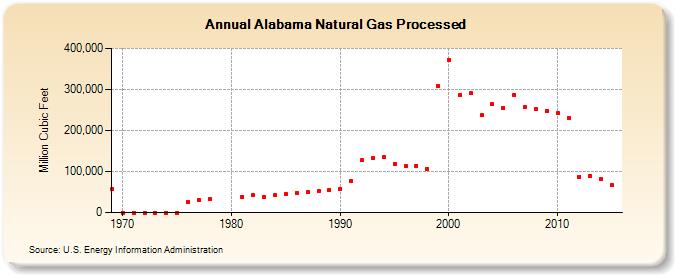 Annual Alabama Natural Gas Processed
Million Cubic Feet
400,000
300,000
200,000
100,000
0
1970 1980 1990 2000 2010
Source: U.S. Energy Information Administration